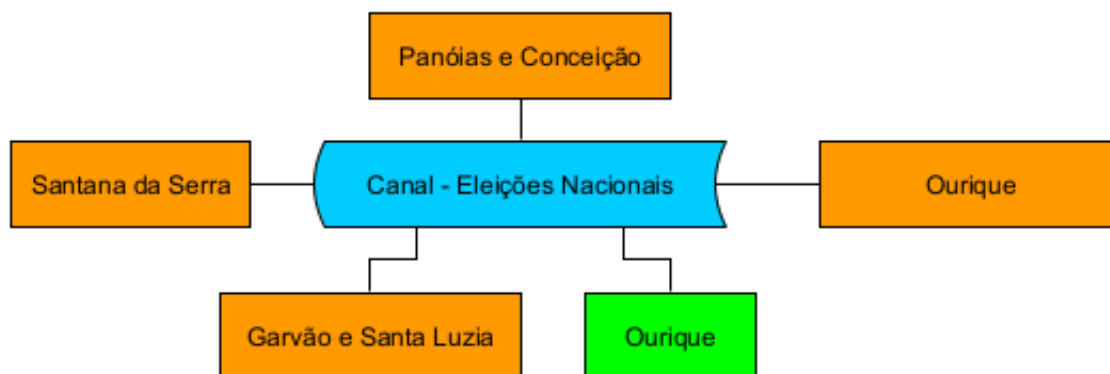 Panóias e Conceição
Santana da Serra
Canal - Eleições Nacionais
Ourique
Garvão e Santa Luzia
Ourique